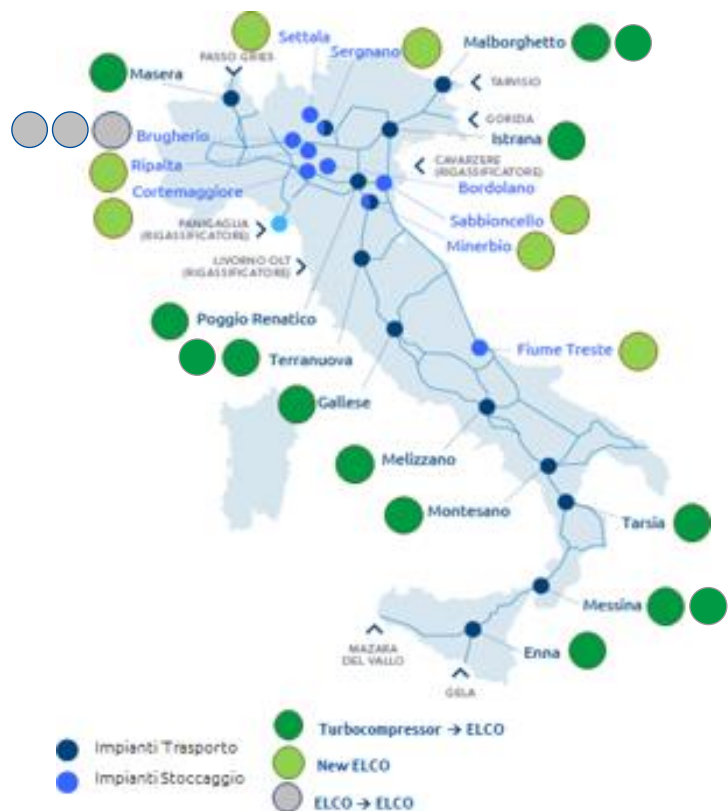 Settala
Sergnano
Malborghetto
PASSO GRIES
Masera
TARVISIO
GORIDA
Brugherio
Istrana
Ripalta
CAVARZERE
(RIGASSIFICATORE)
Cortemaggiore
Bordolano
Sabbioncello
PANIGAGLIA
(RIGASSIFICATORE)
Minerbio
LIVORNO OLT
(RIGASSIFICATORE)
Poggio Renatico
Fiume Treste
Terranuova
Gallese
Melizzano
Montesano
Tarsia
Messina
Enna
MAZARA
DEL VALLO
GELA
Impianti Trasporto
Impianti Stoccaggio
Turbocompressor → ELCO
New ELCO
ELCO → ELCO